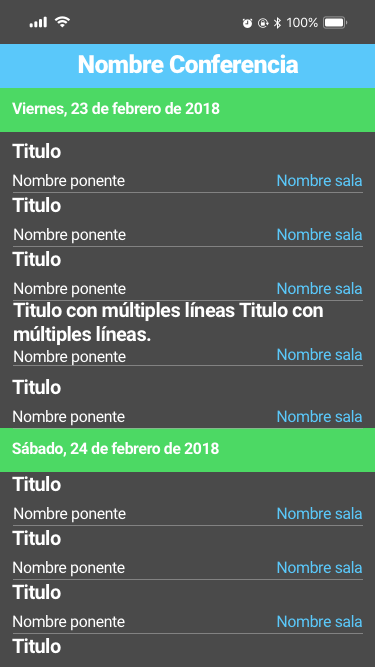 100%
Nombre Conferencia
Viernes, 23 de febrero de 2018
Titulo
Nombre ponente Nombre sala
Titulo
Nombre ponente Nombre sala
Titulo
Nombre ponente Nombre sala
Titulo con múltiples líneas Titulo con
múltiples líneas.
Nombre ponente Nombre sala
Titulo
Nombre ponente Nombre sala
Sábado, 24 de febrero de 2018
Titulo
Nombre ponente Nombre sala
Titulo
Nombre ponente Nombre sala
Titulo
Nombre ponente Nombre sala
Titulo